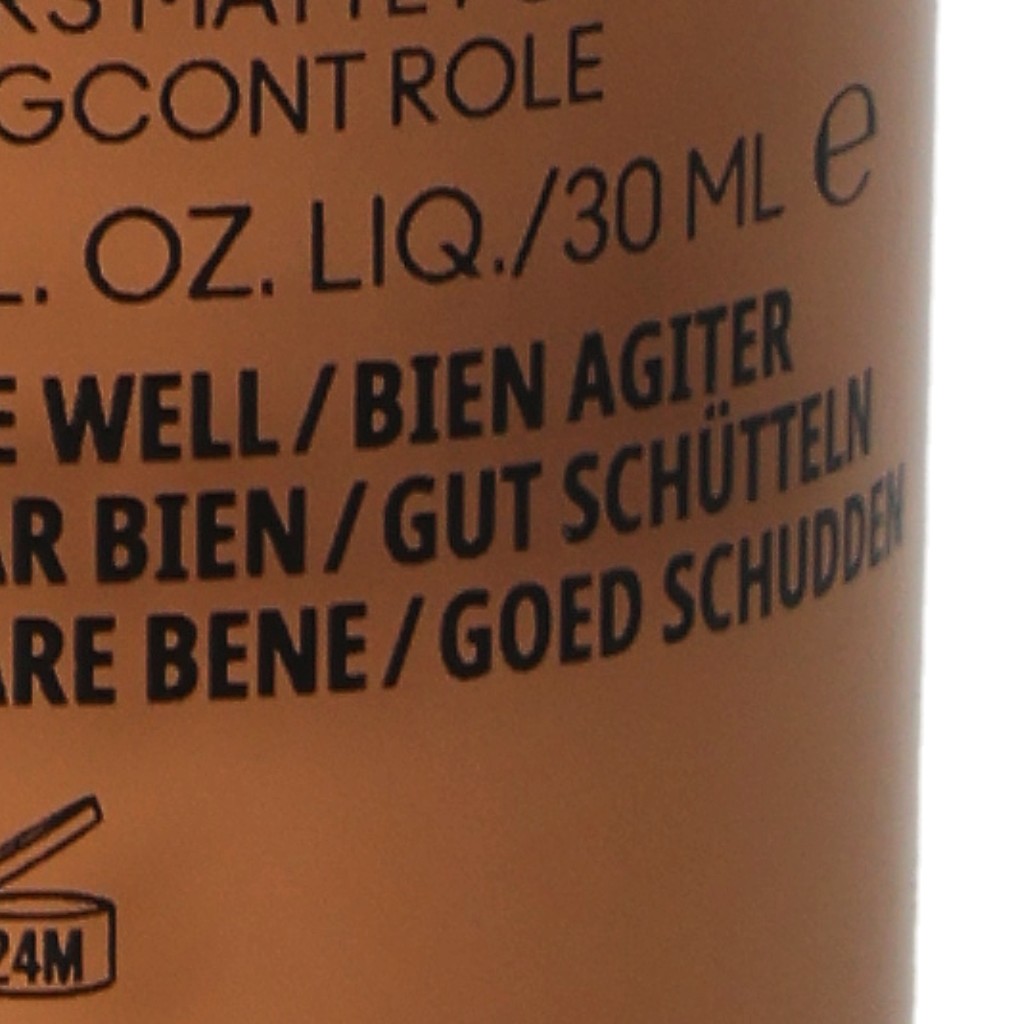 GCONT ROLE
L. OZ. LIQ./30 ML e
E WELL / BIEN AGITER
AR BIEN / GUT SCHÜTTELN
ARE BENE / GOED SCHUDDEN
24M